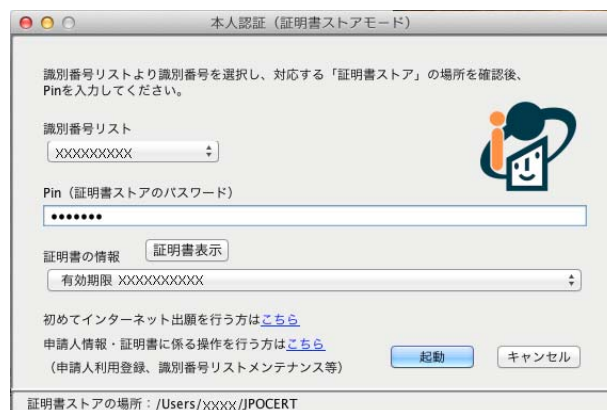 本人認証（証明書ストアモード）
識別番号リストより識別番号を選択し、対応する「証明書ストア」の場所を確認後、
Pinを入力してください。
識別番号リスト
XXXXXXXXX
Pin（証明書ストアのパスワード）
•••••••
証明書の情報 証明書表示
有効期限 XXXXXXXXXX
初めてインターネット出願を行う方はこちら
申請人情報・証明書に係る操作を行う方はこちら
（申請人利用登録、識別番号リストメンテナンス等）
起動 キャンセル
証明書ストアの場所：/Users/xxxx/JPOCERT